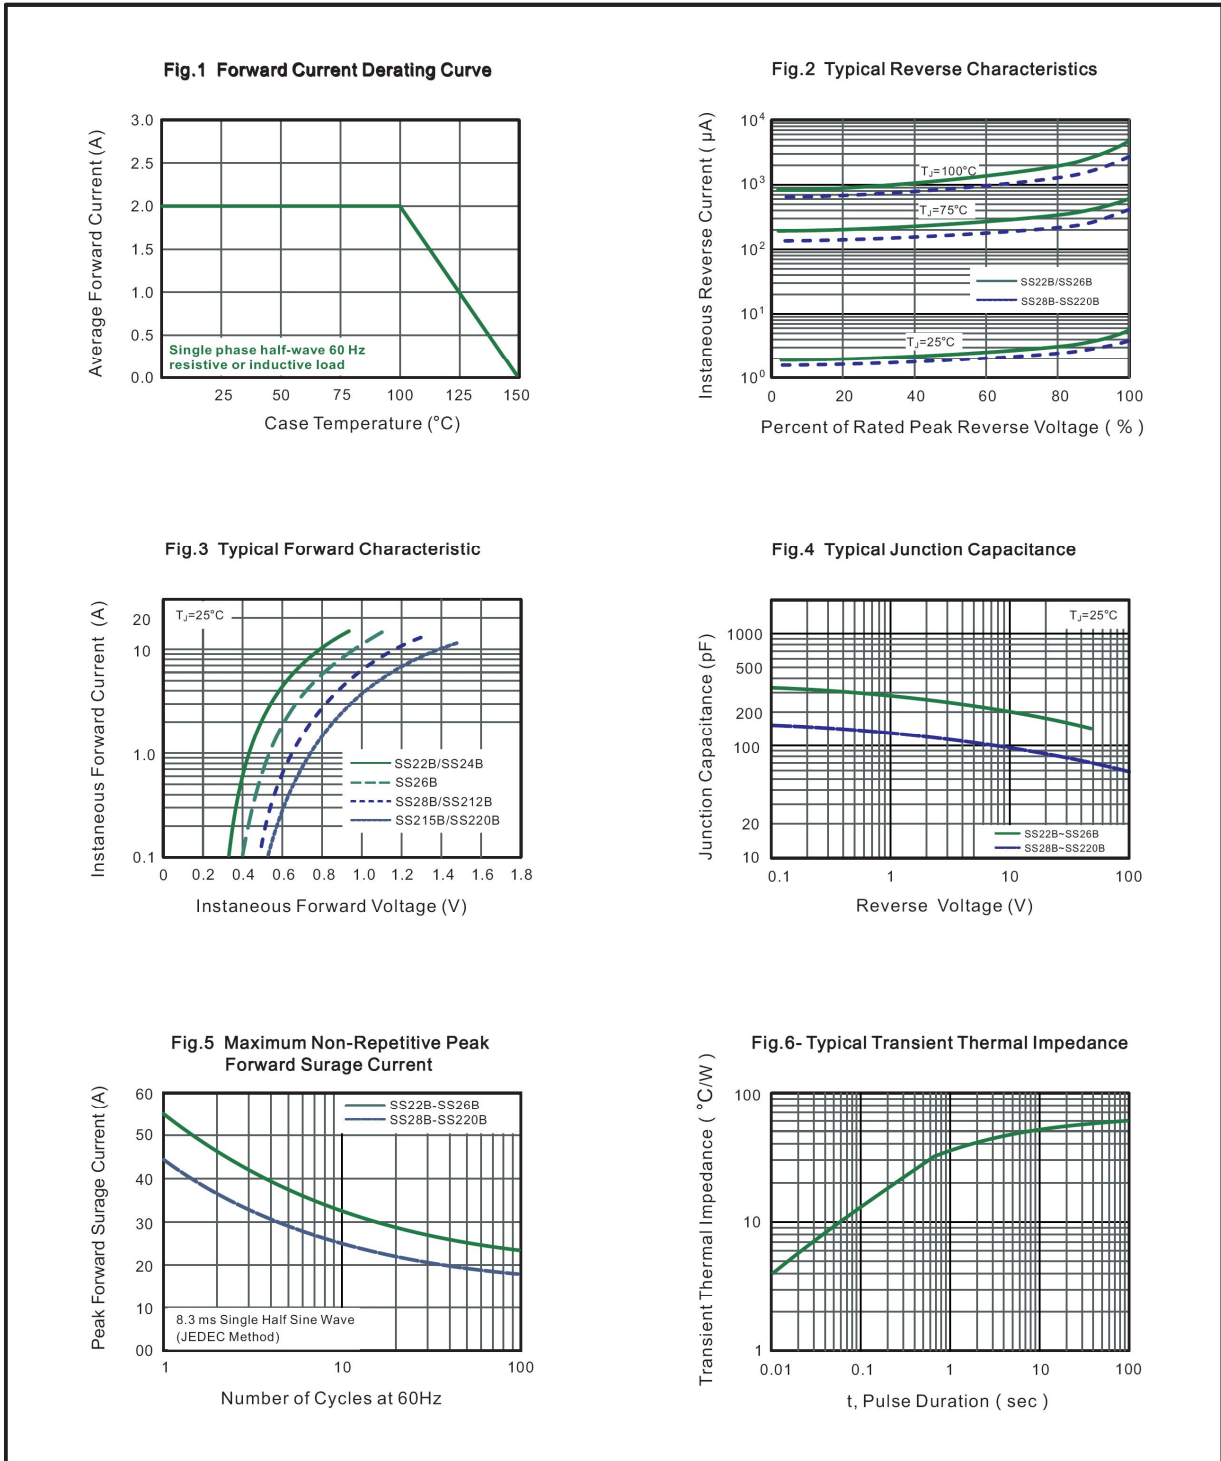 Fig.1 Forward Current Derating Curve
Average Forward Current (A)
3.0
2.5
2.0
1.5
1.0
0.5
0.0
Single phase half-wave 60 Hz
resistive or inductive load
25 50 75 100 125 150
Case Temperature (°C)
Fig.2 Typical Reverse Characteristics
Instaneous Reverse Current ( μA)
10⁴
10³
10²
10¹
10⁰
TJ=100°C
TJ=75°C
SS22B/SS26B
SS28B-SS220B
TJ=25°C
0 20 40 60 80 100
Percent of Rated Peak Reverse Voltage ( % )
Fig.3 Typical Forward Characteristic
Instaneous Forward Current (A)
20
10
1.0
0.1
TJ=25°C
SS22B/SS24B
SS26B
SS28B/SS212B
SS215B/SS220B
0 0.2 0.4 0.6 0.8 1.0 1.2 1.4 1.6 1.8
Instaneous Forward Voltage (V)
Fig.4 Typical Junction Capacitance
Junction Capacitance (pF)
1000
500
200
100
20
10
TJ=25°C
SS22B~SS26B
SS28B~SS220B
0.1 1 10 100
Reverse Voltage (V)
Fig.5 Maximum Non-Repetitive Peak
Forward Surage Current
Peak Forward Surage Current (A)
60
50
40
30
20
10
00
SS22B-SS26B
SS28B-SS220B
8.3 ms Single Half Sine Wave
(JEDEC Method)
1 10 100
Number of Cycles at 60Hz
Fig.6- Typical Transient Thermal Impedance
Transient Thermal Impedance ( °C/W )
100
10
1
0.01 0.1 1 10 100
t, Pulse Duration ( sec )